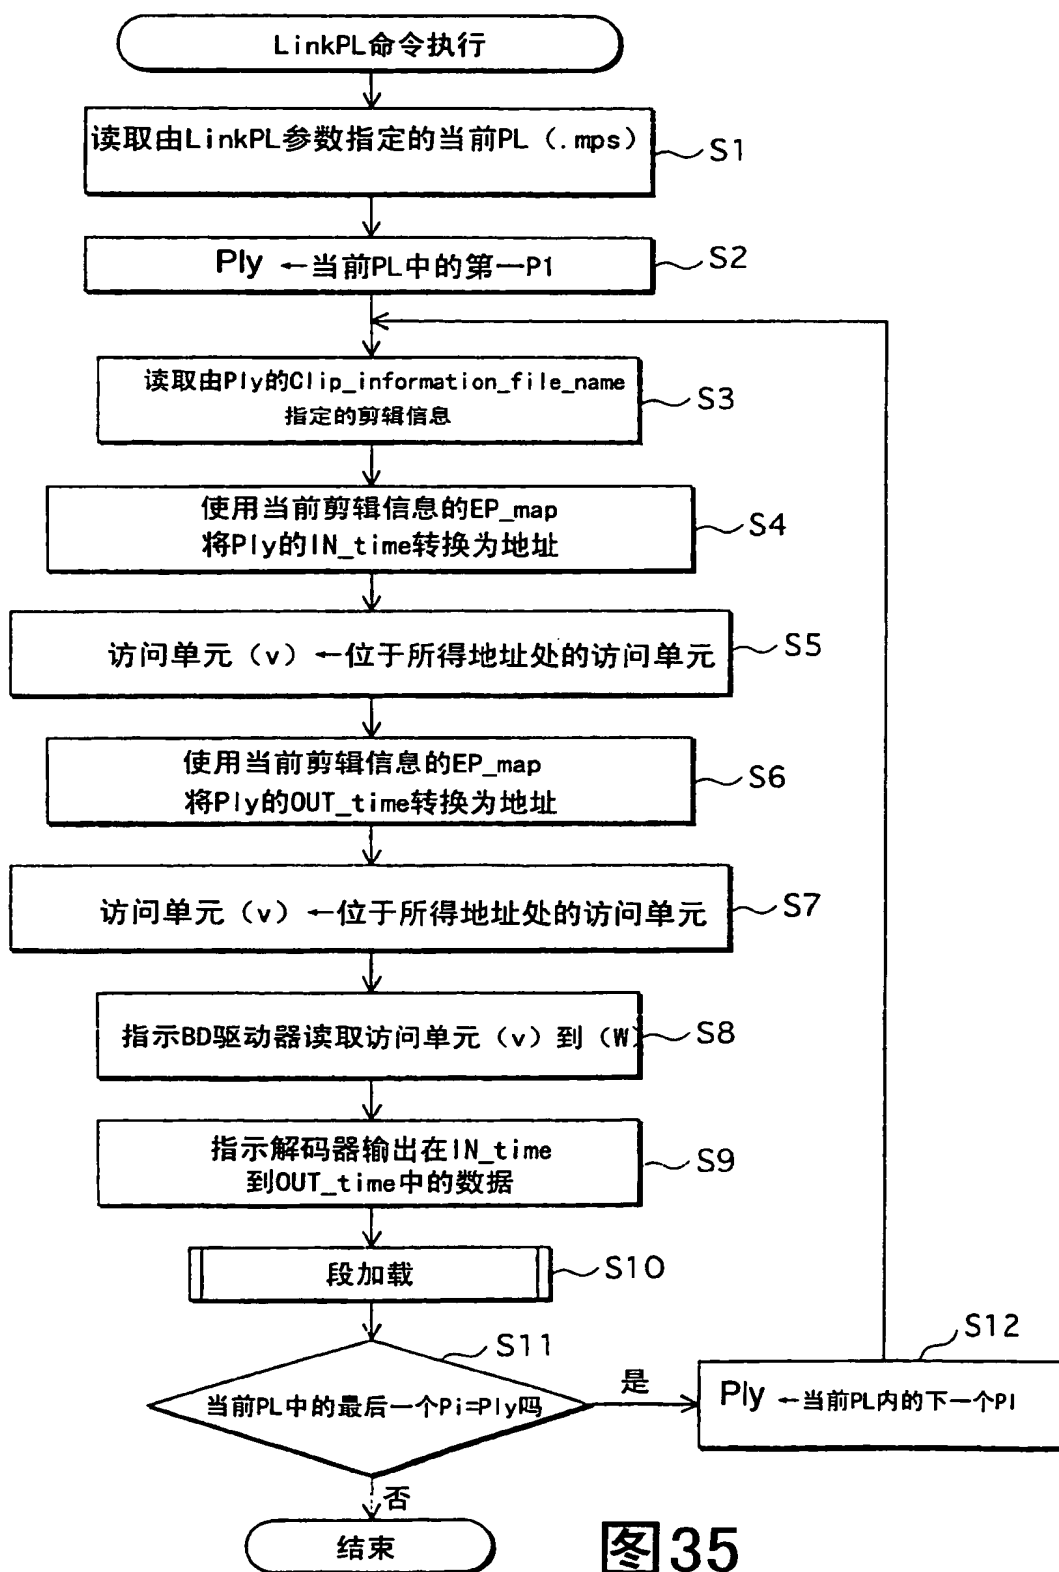 LinkPL命令执行
读取由LinkPL参数指定的当前PL（.mps）
S1
Ply ←当前PL中的第一P1
S2
读取由Ply的Clip_information_file_name
指定的剪辑信息
S3
使用当前剪辑信息的EP_map
将Ply的IN_time转换为地址
S4
访问单元（v）←位于所得地址处的访问单元
S5
使用当前剪辑信息的EP_map
将Ply的OUT_time转换为地址
S6
访问单元（v）←位于所得地址处的访问单元
S7
指示BD驱动器读取访问单元（v）到（W）
S8
指示解码器输出在IN_time
到OUT_time中的数据
S9
段加载
S10
S11
当前PL中的最后一个Pi=Ply吗
是
S12
Ply ←当前PL内的下一个PI
否
结束
图35